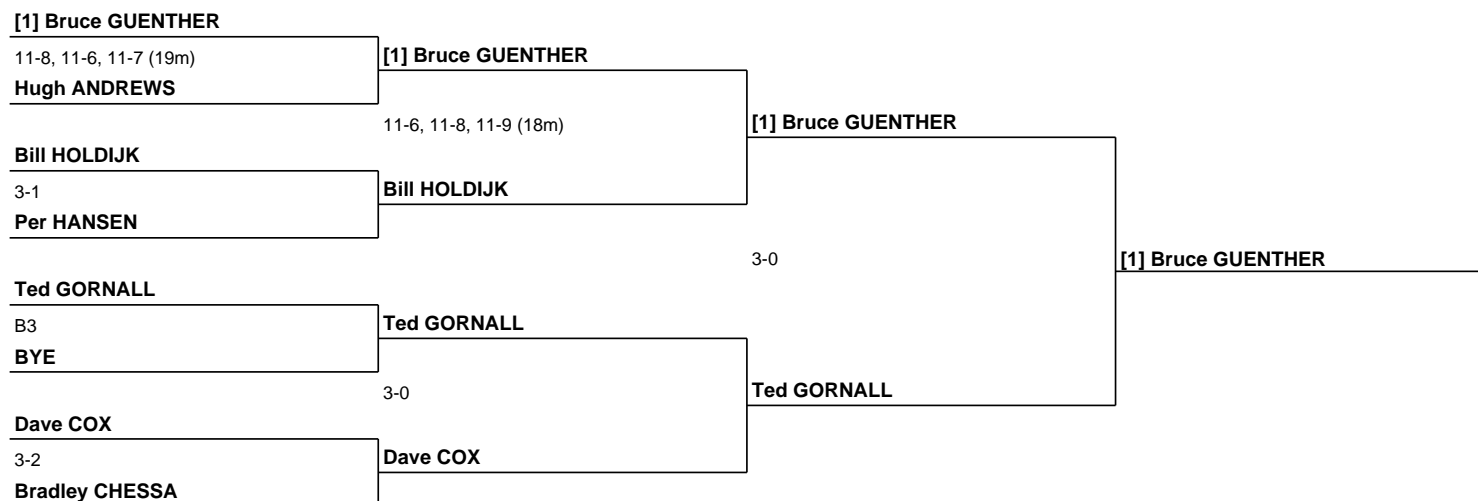 [1] Bruce GUENTHER
11-8, 11-6, 11-7 (19m)
Hugh ANDREWS
[1] Bruce GUENTHER
11-6, 11-8, 11-9 (18m)
Bill HOLDIJK
3-1
Per HANSEN
Bill HOLDIJK
[1] Bruce GUENTHER
3-0
[1] Bruce GUENTHER
Ted GORNALL
B3
BYE
Ted GORNALL
3-0
Ted GORNALL
Dave COX
3-2
Bradley CHESSA
Dave COX